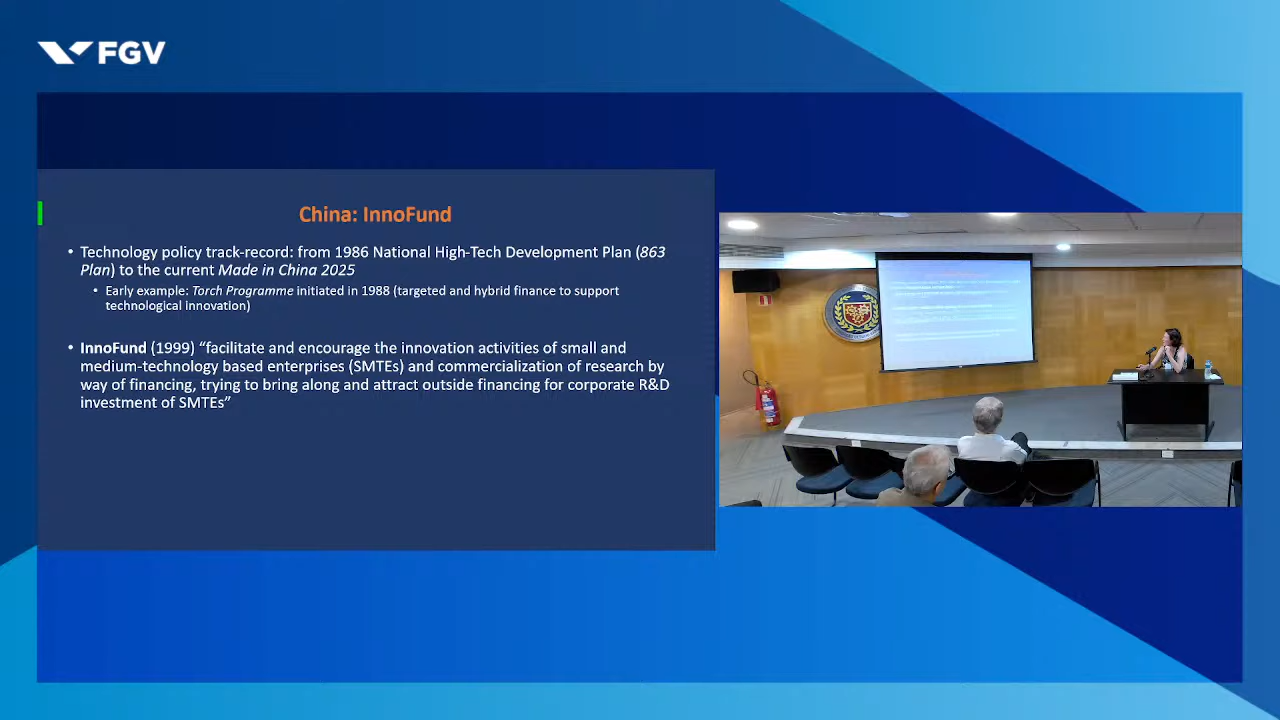 FGV
China: InnoFund
• Technology policy track-record: from 1986 National High-Tech Development Plan (863
Plan) to the current Made in China 2025
• Early example: Torch Programme initiated in 1988 (targeted and hybrid finance to support
technological innovation)
• InnoFund (1999) “facilitate and encourage the innovation activities of small and
medium-technology based enterprises (SMTEs) and commercialization of research by
way of financing, trying to bring along and attract outside financing for corporate R&D
investment of SMTEs”